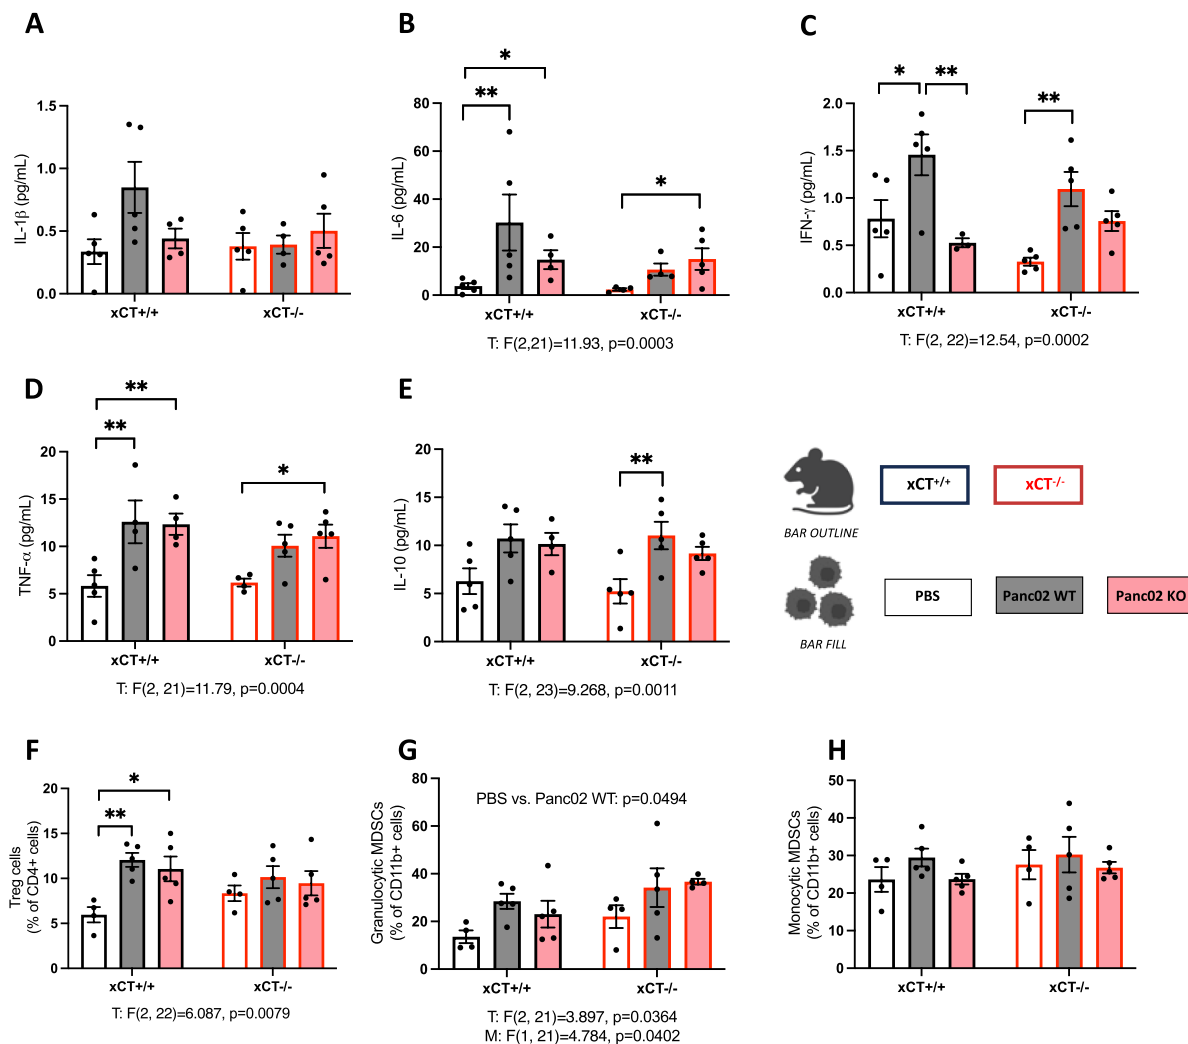 A
IL-1β (pg/mL)
1.5
1.0
0.5
0.0
xCT+/+
xCT-/-
B
IL-6 (pg/mL)
80
60
40
20
0
*
**
*
xCT+/+
xCT-/-
T: F(2,21)=11.93, p=0.0003
C
IFN-γ (pg/mL)
2.0
1.5
1.0
0.5
0.0
*
**
**
xCT+/+
xCT-/-
T: F(2, 22)=12.54, p=0.0002
D
TNF-α (pg/mL)
20
15
10
5
0
**
**
*
xCT+/+
xCT-/-
T: F(2, 21)=11.79, p=0.0004
E
IL-10 (pg/mL)
20
15
10
5
0
**
xCT+/+
xCT-/-
T: F(2, 23)=9.268, p=0.0011
xCT+/+
xCT-/-
BAR OUTLINE
PBS
Panc02 WT
Panc02 KO
BAR FILL
F
Treg cells
(% of CD4+ cells)
20
15
10
5
0
*
**
xCT+/+
xCT-/-
T: F(2, 22)=6.087, p=0.0079
G
Granulocytic MDSCs
(% of CD11b+ cells)
80
60
40
20
0
PBS vs. Panc02 WT: p=0.0494
xCT+/+
xCT-/-
T: F(2, 21)=3.897, p=0.0364
M: F(1, 21)=4.784, p=0.0402
H
Monocytic MDSCs
(% of CD11b+ cells)
50
40
30
20
10
0
xCT+/+
xCT-/-